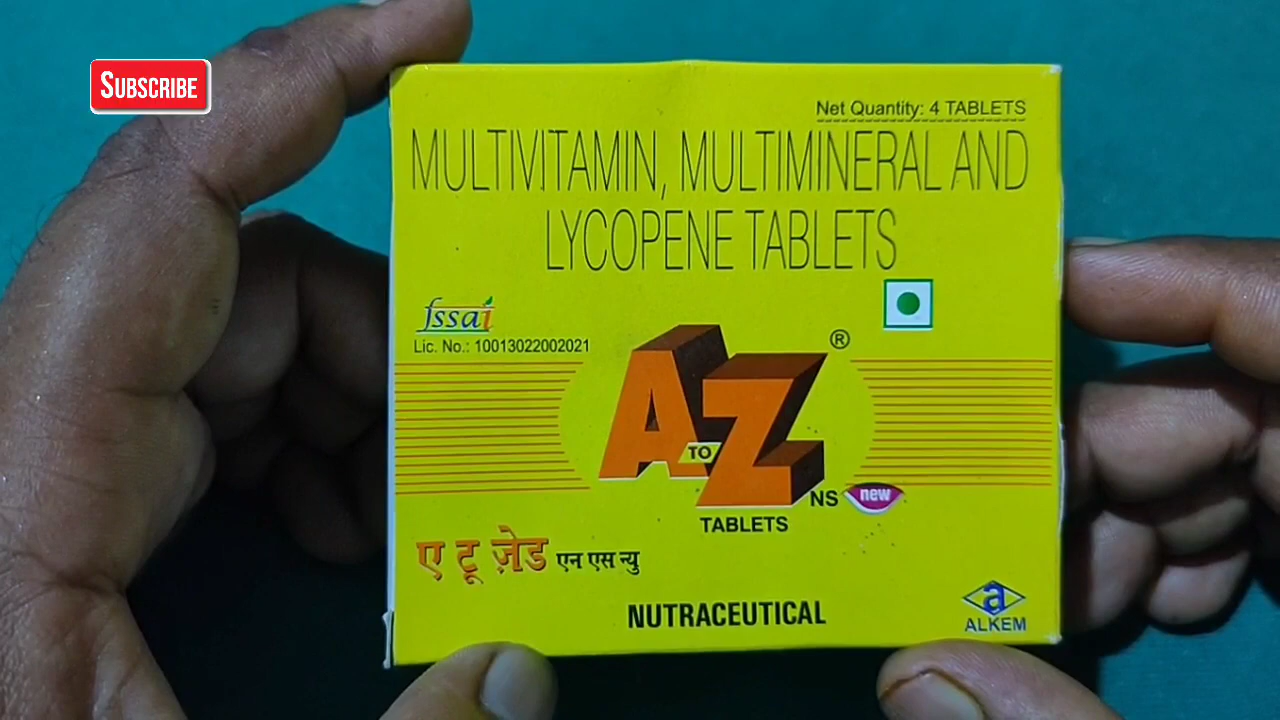 SUBSCRIBE
Net Quantity: 4 TABLETS
MULTIVITAMIN, MULTIMINERAL AND
LYCOPENE TABLETS
fssai
Lic. No.: 10013022002021
A TO Z ®
NS new
TABLETS
ए टू ज़ेड एन एस न्यु
NUTRACEUTICAL
a
ALKEM